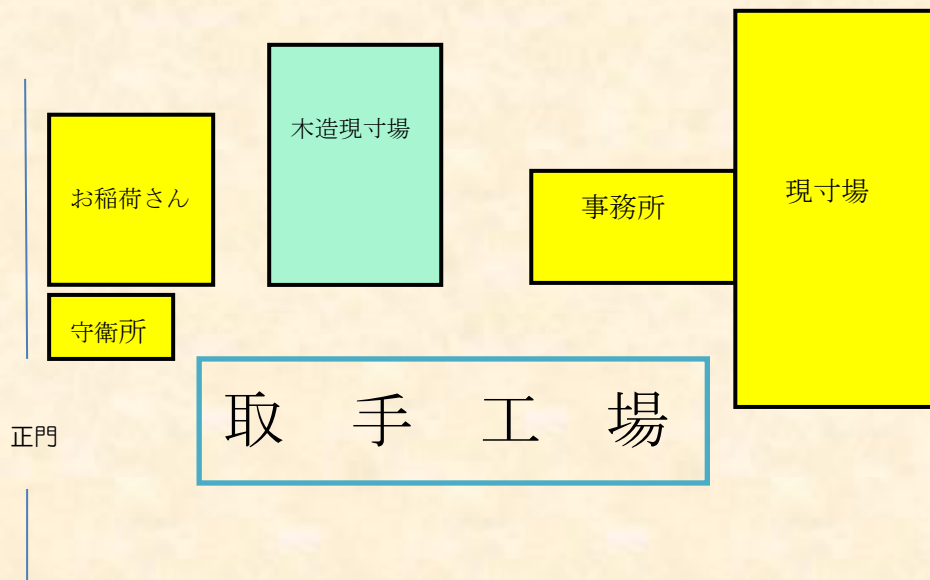 木造現寸場
お稲荷さん
事務所
現寸場
守衛所
取手工場
正門